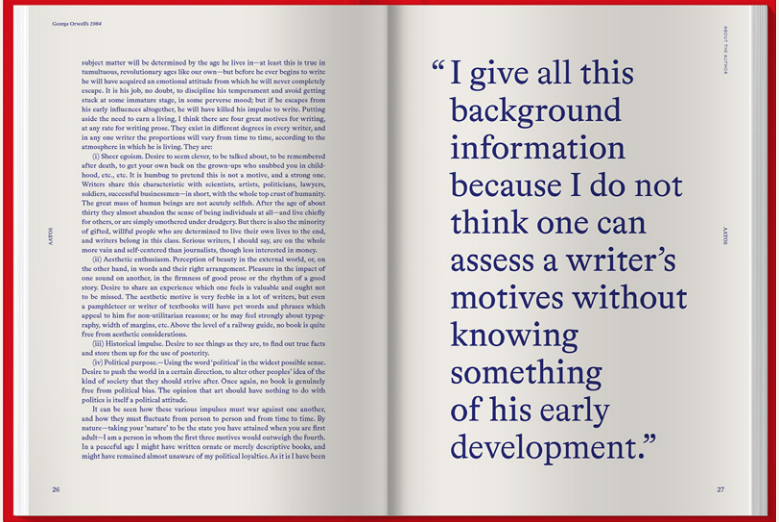 George Orwell's 1984
subject matter will be determined by the age he lives in—at least this is true in
tumultuous, revolutionary ages like our own—but before he ever begins to write
he will have acquired an emotional attitude from which he will never completely
escape. It is his job, no doubt, to discipline his temperament and avoid getting
stuck at some immature stage, in some perverse mood; but if he escapes from
his early influences altogether, he will have killed his impulse to write. Putting
aside the need to earn a living, I think there are four great motives for writing,
at any rate for writing prose. They exist in different degrees in every writer, and
in any one writer the proportions will vary from time to time, according to the
atmosphere in which he is living. They are:
(i) Sheer egoism. Desire to seem clever, to be talked about, to be remembered
after death, to get your own back on the grown-ups who snubbed you in child-
hood, etc., etc. It is humbug to pretend this is not a motive, and a strong one.
Writers share this characteristic with scientists, artists, politicians, lawyers,
soldiers, successful businessmen—in short, with the whole top crust of humanity.
The great mass of human beings are not acutely selfish. After the age of about
thirty they almost abandon the sense of being individuals at all—and live chiefly
for others, or are simply smothered under drudgery. But there is also the minority
of gifted, willful people who are determined to live their own lives to the end,
and writers belong in this class. Serious writers, I should say, are on the whole
more vain and self-centered than journalists, though less interested in money.
(ii) Aesthetic enthusiasm. Perception of beauty in the external world, or, on
the other hand, in words and their right arrangement. Pleasure in the impact of
one sound on another, in the firmness of good prose or the rhythm of a good
story. Desire to share an experience which one feels is valuable and ought not
to be missed. The aesthetic motive is very feeble in a lot of writers, but even
a pamphleteer or writer of textbooks will have pet words and phrases which
appeal to him for non-utilitarian reasons; or he may feel strongly about typog-
raphy, width of margins, etc. Above the level of a railway guide, no book is quite
free from aesthetic considerations.
(iii) Historical impulse. Desire to see things as they are, to find out true facts
and store them up for the use of posterity.
(iv) Political purpose.—Using the word 'political' in the widest possible sense.
Desire to push the world in a certain direction, to alter other peoples' idea of the
kind of society that they should strive after. Once again, no book is genuinely
free from political bias. The opinion that art should have nothing to do with
politics is itself a political attitude.
It can be seen how these various impulses must war against one another,
and how they must fluctuate from person to person and from time to time. By
nature—taking your 'nature' to be the state you have attained when you are first
adult—I am a person in whom the first three motives would outweigh the fourth.
In a peaceful age I might have written ornate or merely descriptive books, and
might have remained almost unaware of my political loyalties. As it is I have been
AATOS
26
ABOUT THE AUTHOR
“I give all this
background
information
because I do not
think one can
assess a writer’s
motives without
knowing
something
of his early
development.”
AATOS
27